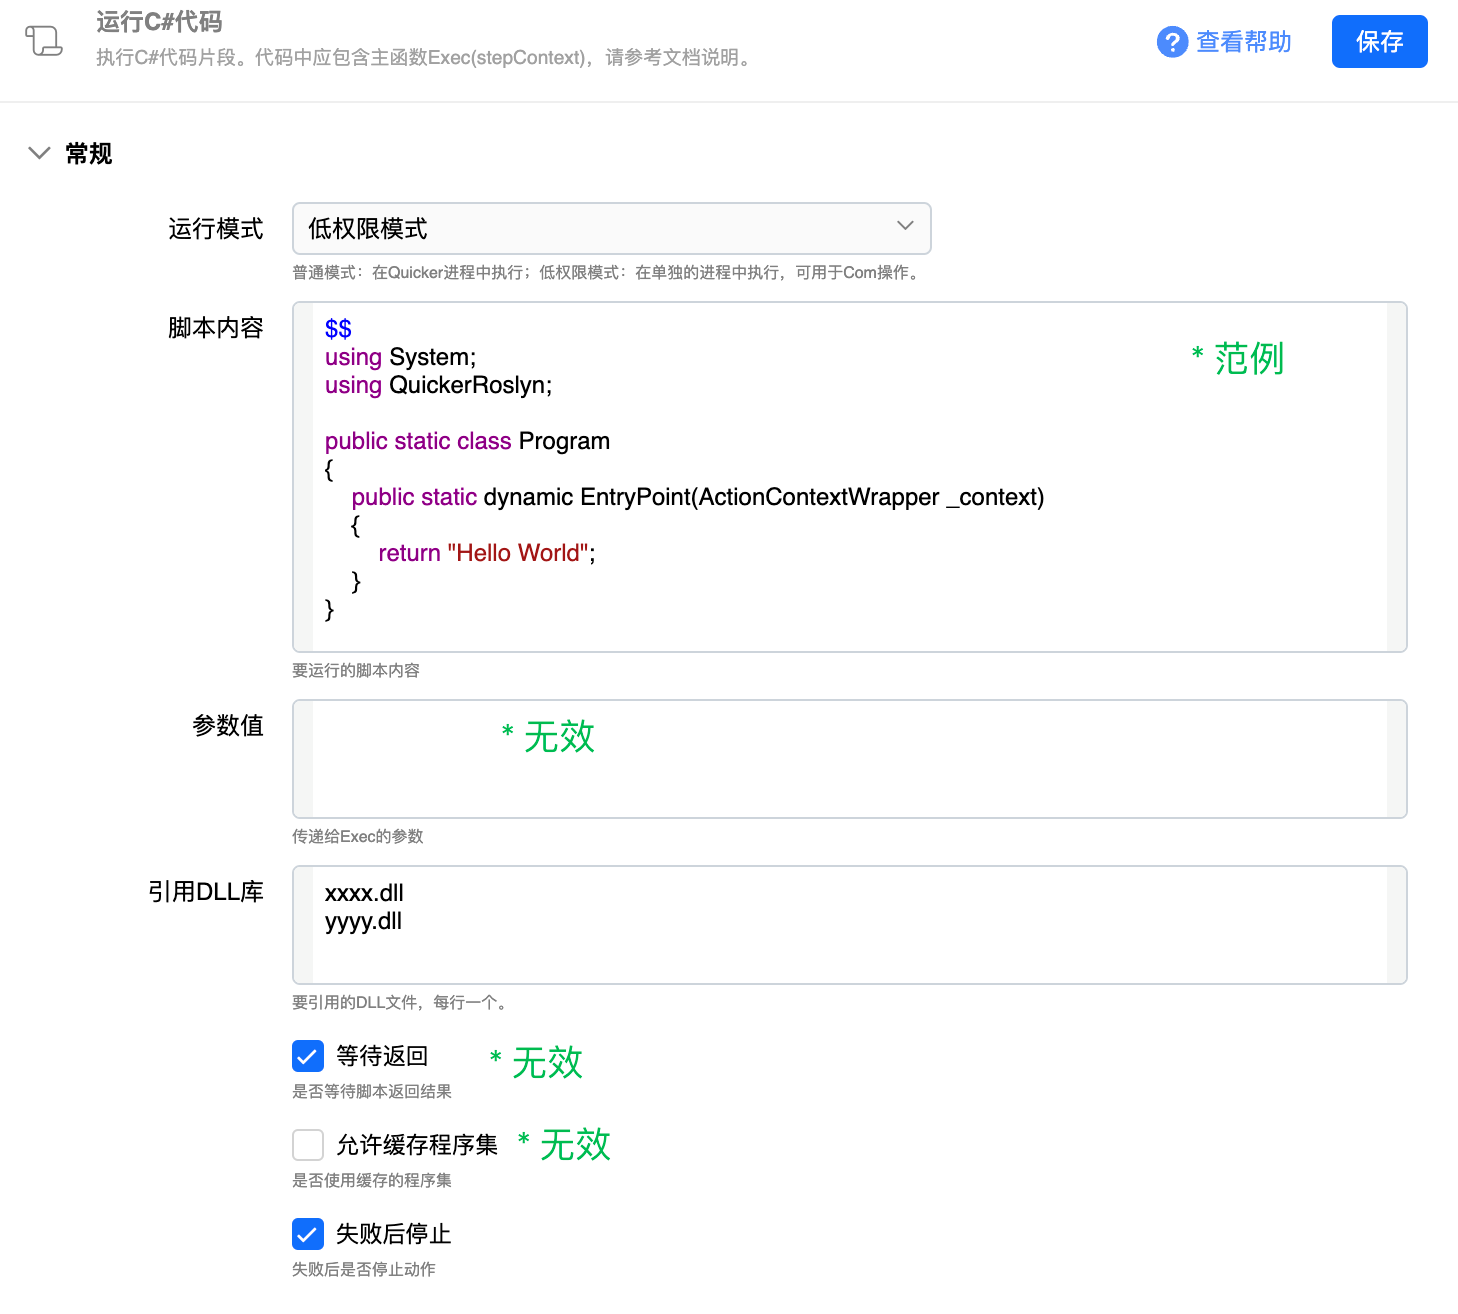 运行C#代码
执行C#代码片段。代码中应包含主函数Exec(stepContext)，请参考文档说明。
? 查看帮助
保存
常规
运行模式
低权限模式
普通模式：在Quicker进程中执行；低权限模式：在单独的进程中执行，可用于Com操作。
脚本内容
$$
using System;
* 范例
using QuickerRoslyn;
public static class Program
{
public static dynamic EntryPoint(ActionContextWrapper _context)
{
return "Hello World";
}
}
要运行的脚本内容
参数值
* 无效
传递给Exec的参数
引用DLL库
xxxx.dll
yyyy.dll
要引用的DLL文件，每行一个。
等待返回 * 无效
是否等待脚本返回结果
允许缓存程序集 * 无效
是否使用缓存的程序集
失败后停止
失败后是否停止动作